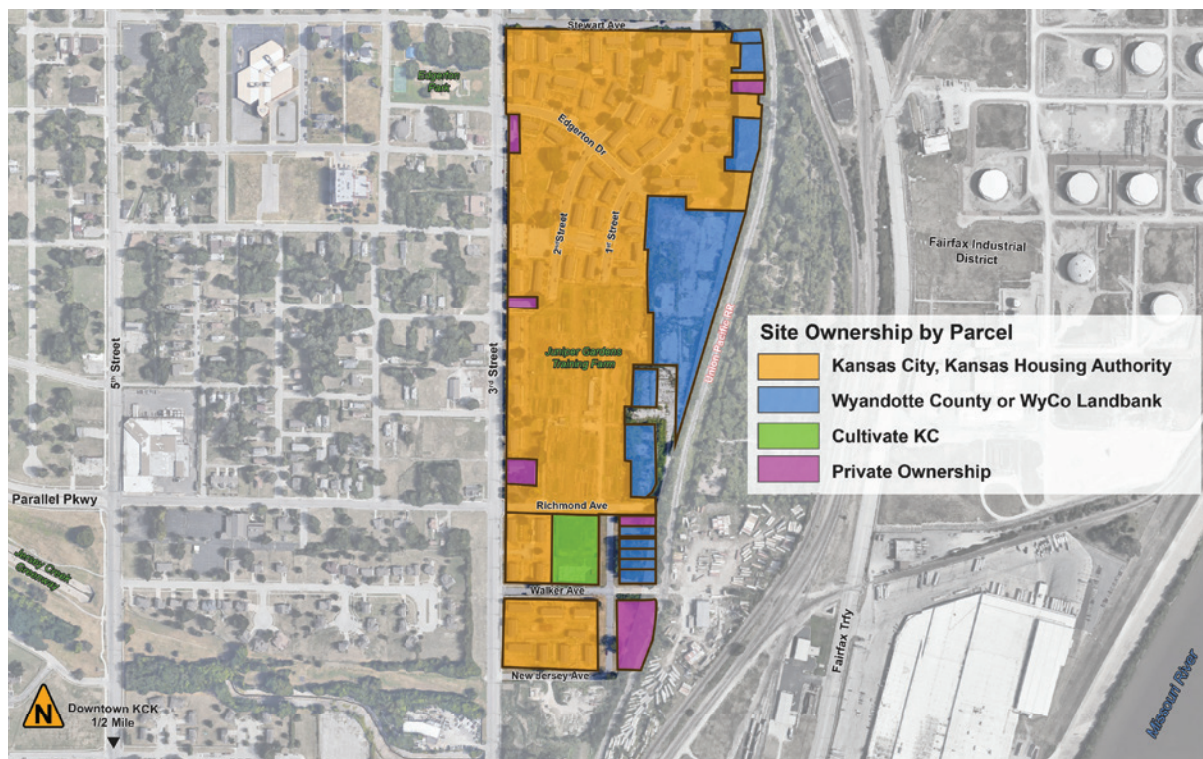 Stewart Ave
Edgerton
Park
Edgerton Dr
2nd Street
1st Street
Fairfax Industrial
District
Union Pacific RR
Site Ownership by Parcel
Kansas City, Kansas Housing Authority
Wyandotte County or WyCo Landbank
Cultivate KC
Private Ownership
5th Street
3rd Street
Juniper Gardens
Training Farm
Parallel Pkwy
Richmond Ave
Jersey Creek
Greenway
Walker Ave
Fairfax Trfy
New Jersey Ave
Missouri River
N
Downtown KCK
1/2 Mile